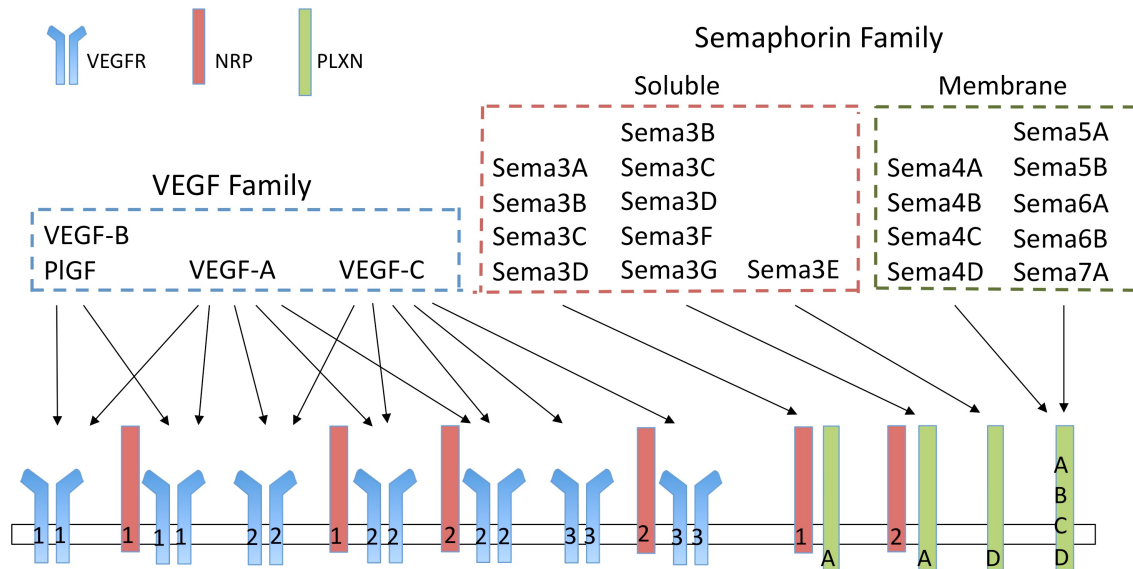 VEGFR
NRP
PLXN
Semaphorin Family
Soluble
Membrane
Sema3B
Sema5A
Sema3A Sema3C
Sema4A Sema5B
Sema3B Sema3D
Sema4B Sema6A
Sema3C Sema3F
Sema4C Sema6B
Sema3D Sema3G Sema3E
Sema4D Sema7A
VEGF Family
VEGF-B
PlGF VEGF-A VEGF-C
1 1 1 1 1 2 2 1 2 2 2 2 2 3 3 2 3 3 1 A 2 A D
A
B
C
D